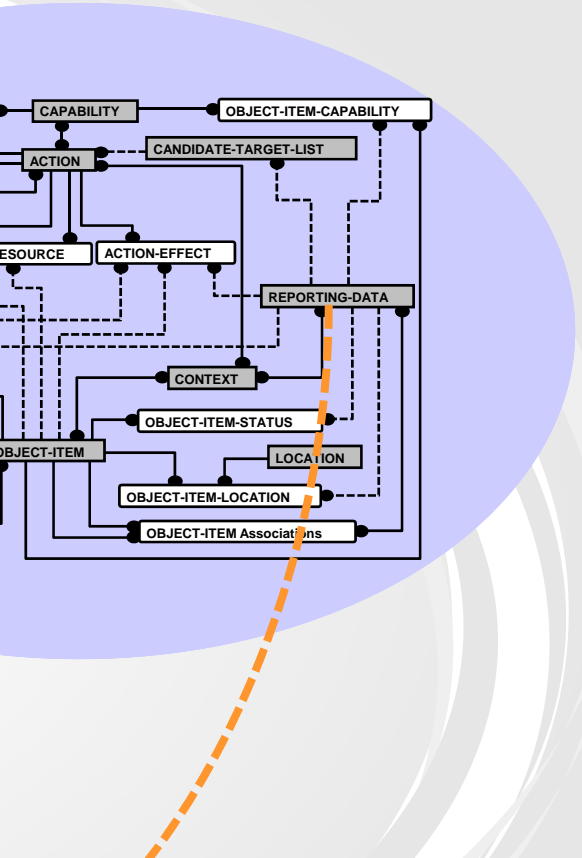 CAPABILITY
OBJECT-ITEM-CAPABILITY
CANDIDATE-TARGET-LIST
ACTION
ESOURCE
ACTION-EFFECT
REPORTING-DATA
CONTEXT
OBJECT-ITEM-STATUS
OBJECT-ITEM
LOCATION
OBJECT-ITEM-LOCATION
OBJECT-ITEM Associations